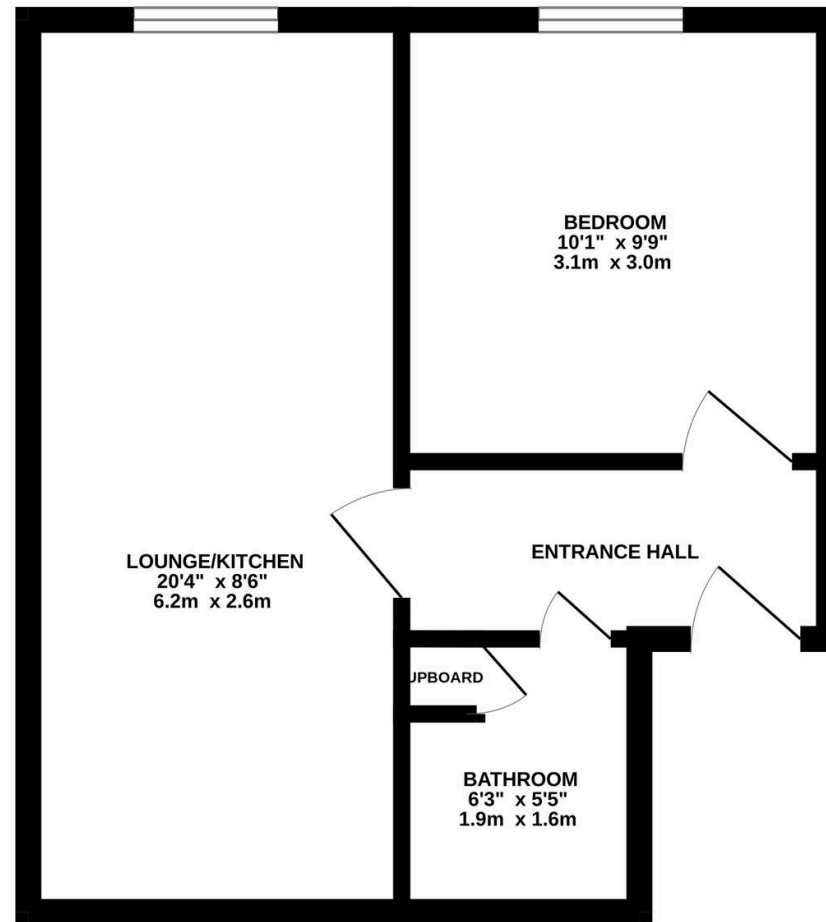 BEDROOM
10'1" x 9'9"
3.1m x 3.0m
LOUNGE/KITCHEN
20'4" x 8'6"
6.2m x 2.6m
ENTRANCE HALL
UPBOARD
BATHROOM
6'3" x 5'5"
1.9m x 1.6m